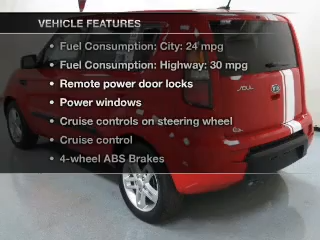 VEHICLE FEATURES
• Fuel Consumption: City: 24 mpg
• Fuel Consumption: Highway: 30 mpg
• Remote power door locks
• Power windows
• Cruise controls on steering wheel
• Cruise control
• 4-wheel ABS Brakes
SOUL
KIA